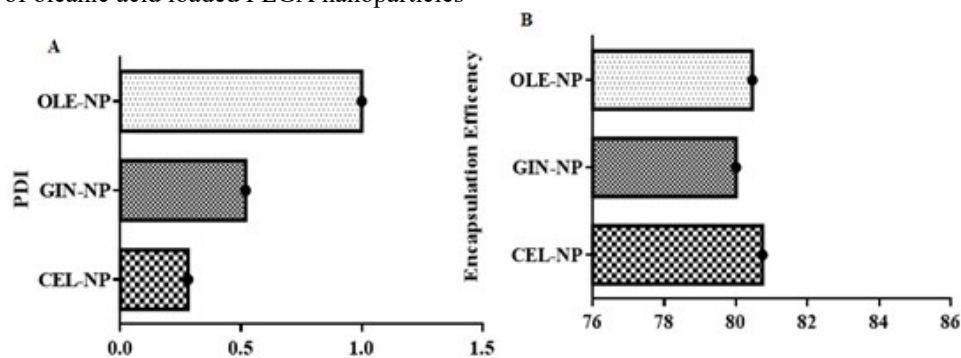 of oleanic acid loaded PLGA nanoparticles
A
OLE-NP
GIN-NP
CEL-NP
PDI
0.0 0.5 1.0 1.5
B
OLE-NP
GIN-NP
CEL-NP
Encapsulation Efficency
76 78 80 82 84 86